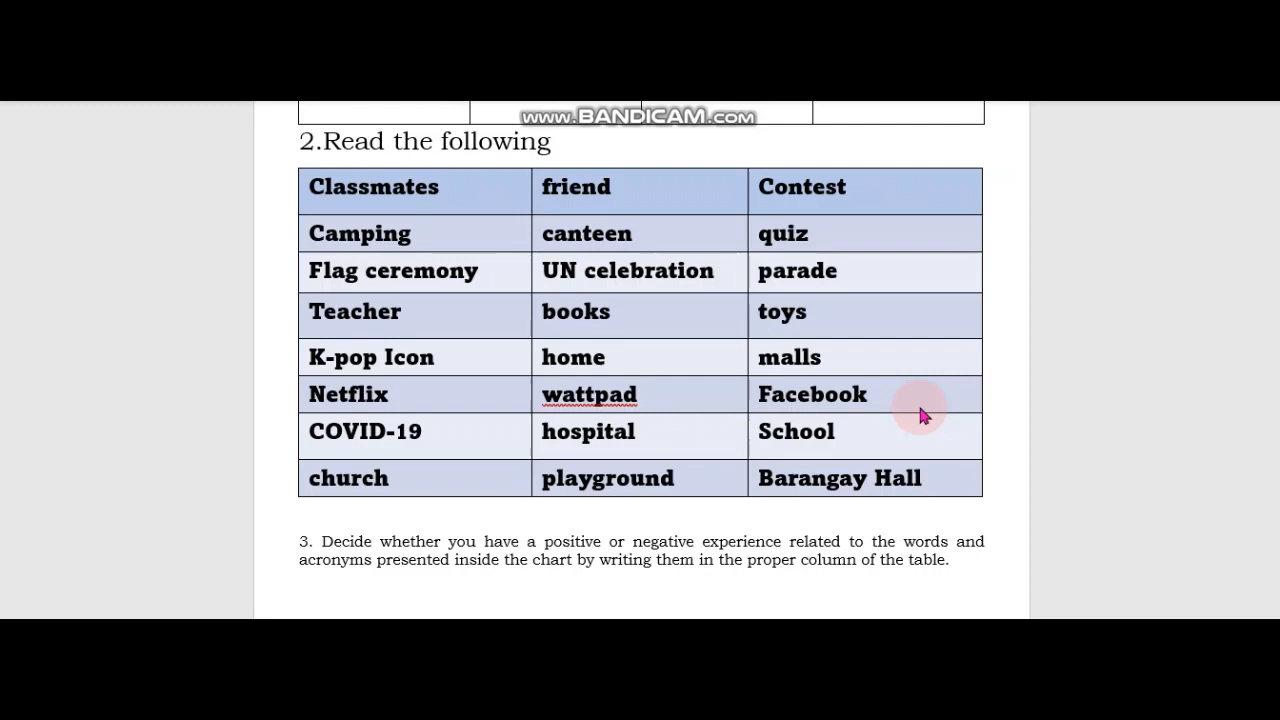 www.BANDICAM.com
2.Read the following
Classmates friend Contest
Camping canteen quiz
Flag ceremony UN celebration parade
Teacher books toys
K-pop Icon home malls
Netflix wattpad Facebook
COVID-19 hospital School
church playground Barangay Hall
3. Decide whether you have a positive or negative experience related to the words and
acronyms presented inside the chart by writing them in the proper column of the table.